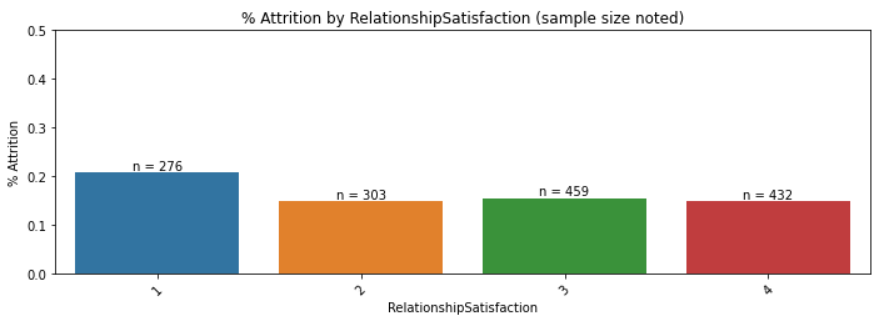 % Attrition by RelationshipSatisfaction (sample size noted)
% Attrition
0.5
0.4
0.3
0.2
0.1
0.0
n = 276
n = 303
n = 459
n = 432
1
2
3
4
RelationshipSatisfaction